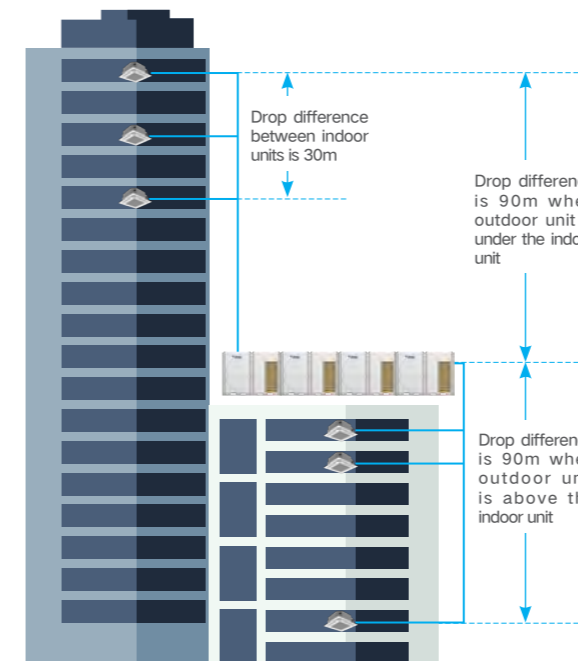 Drop difference
between indoor
units is 30m
Drop differenc
is 90m whe
outdoor unit
under the indo
unit
Drop differenc
is 90m whe
outdoor un
is above th
indoor unit